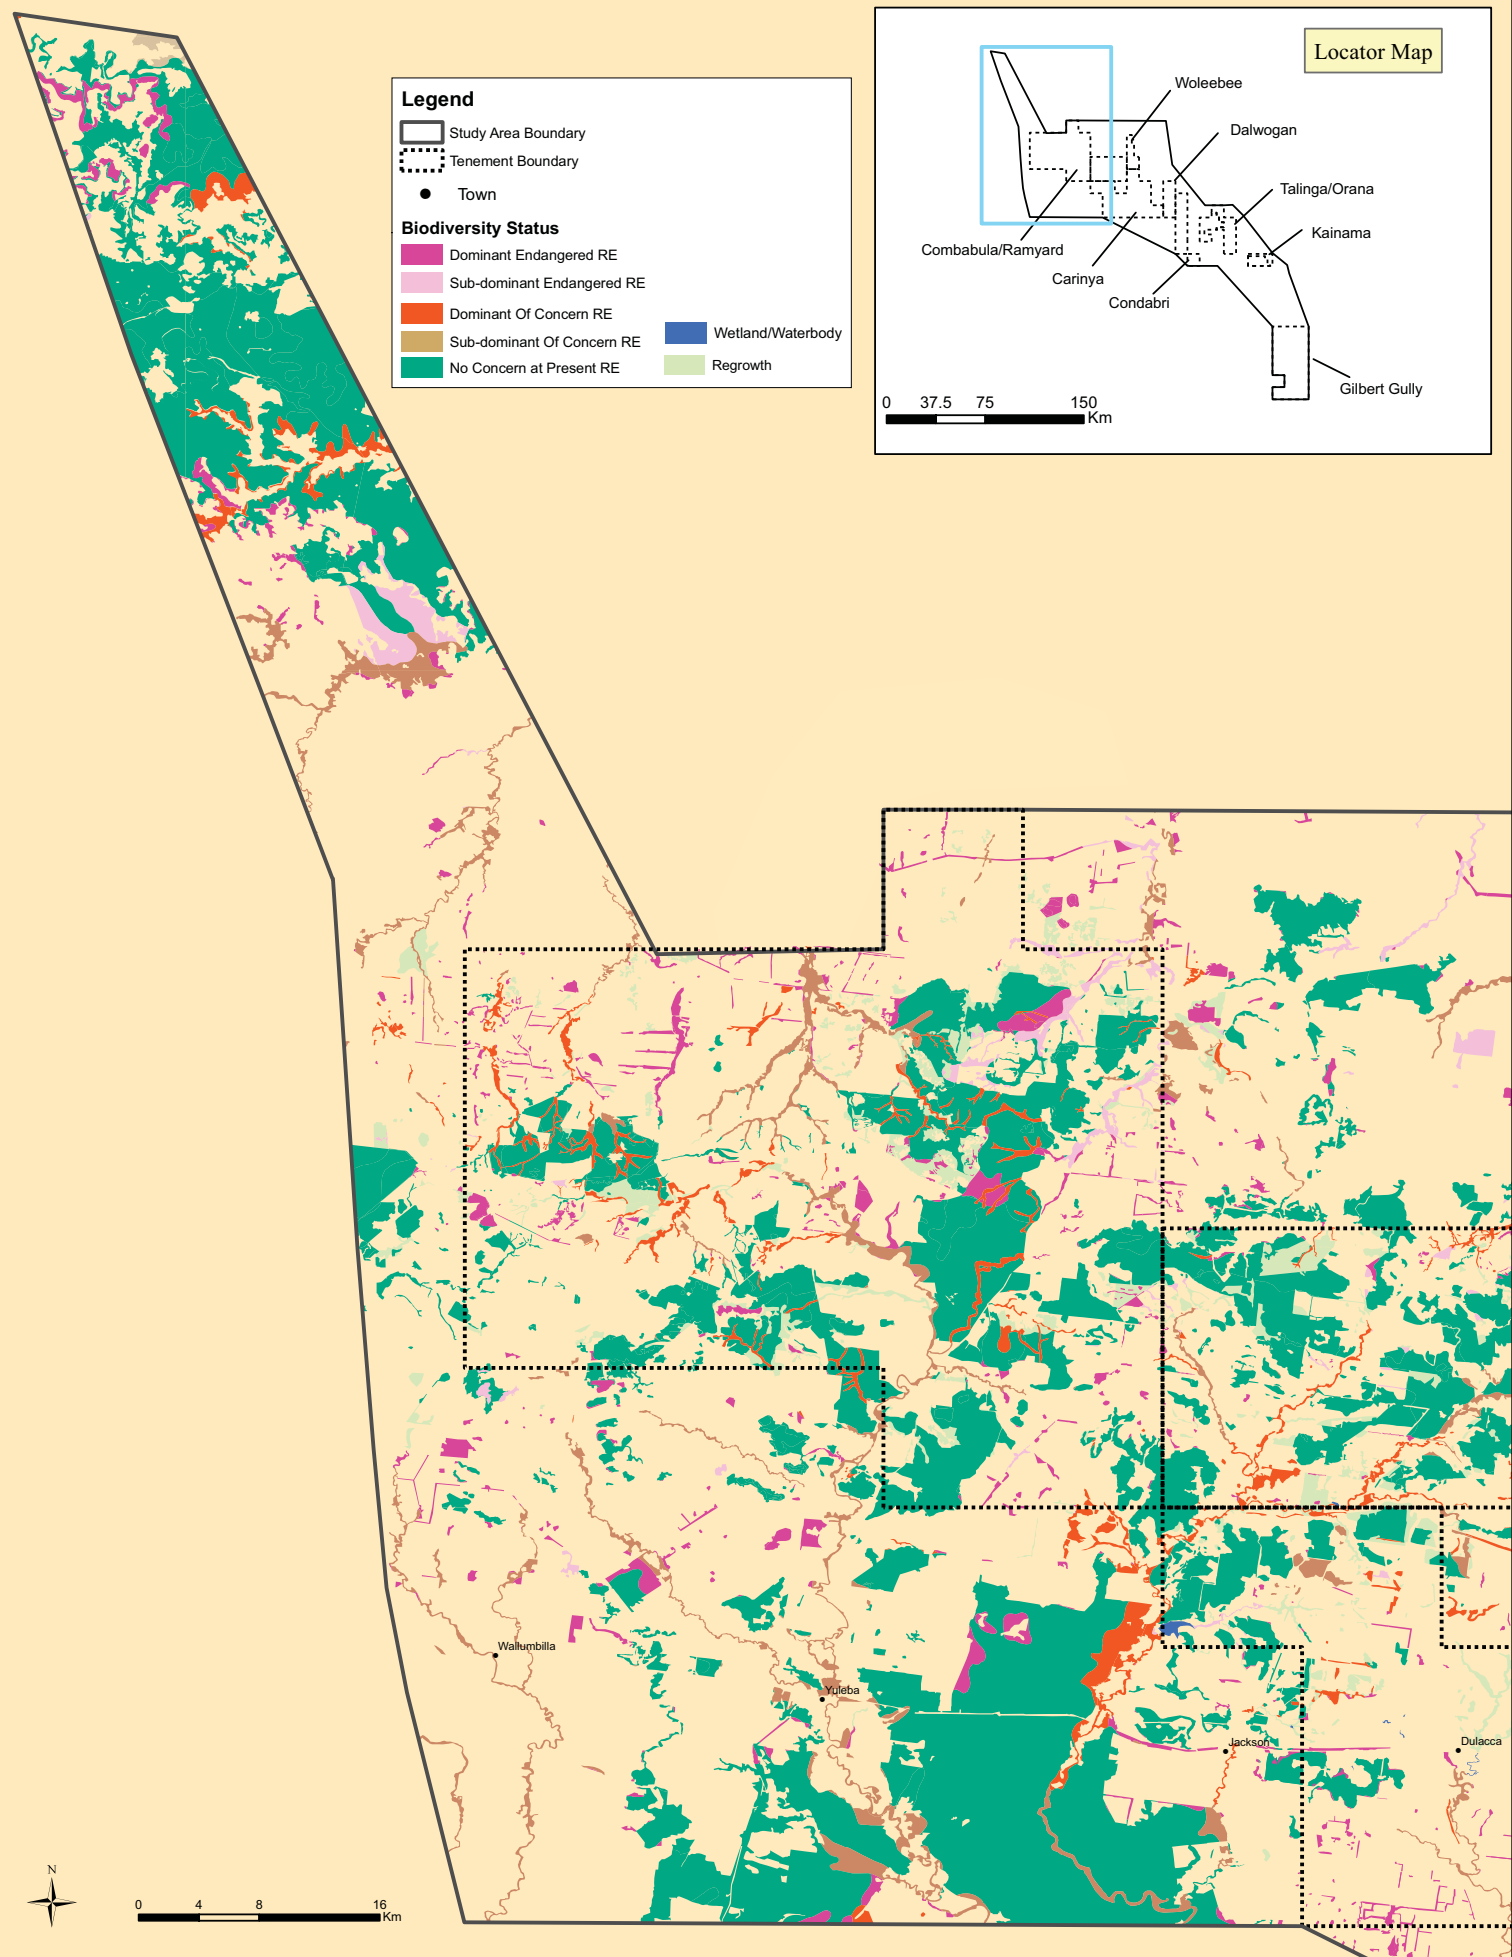 Legend
Study Area Boundary
Tenement Boundary
Town
Biodiversity Status
Dominant Endangered RE
Sub-dominant Endangered RE
Dominant Of Concern RE
Sub-dominant Of Concern RE
No Concern at Present RE
Wetland/Waterbody
Regrowth
Locator Map
Woleebee
Dalwogan
Talinga/Orana
Kainama
Combabula/Ramyard
Carinya
Condabri
Gilbert Gully
0 37.5 75 150
Km
Wallumbilla
Yuleba
Jackson
Dulacca
N
0 4 8 16
Km